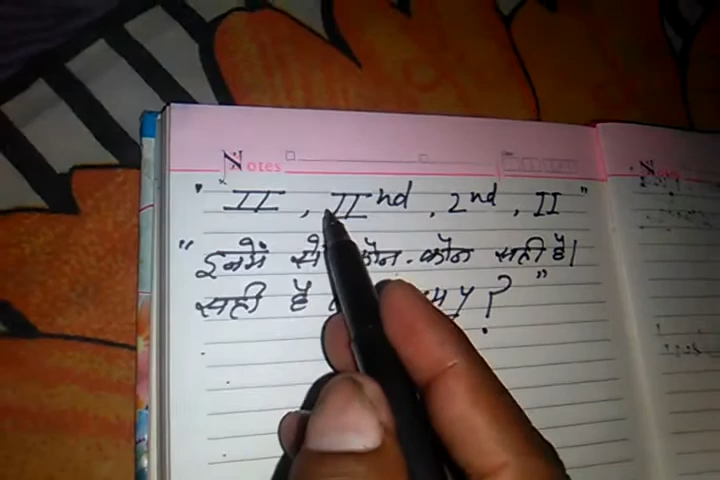 Notes
" II , IInd , 2nd , II "
" इनमें से कौन-कौन सही है।
सही है ?"